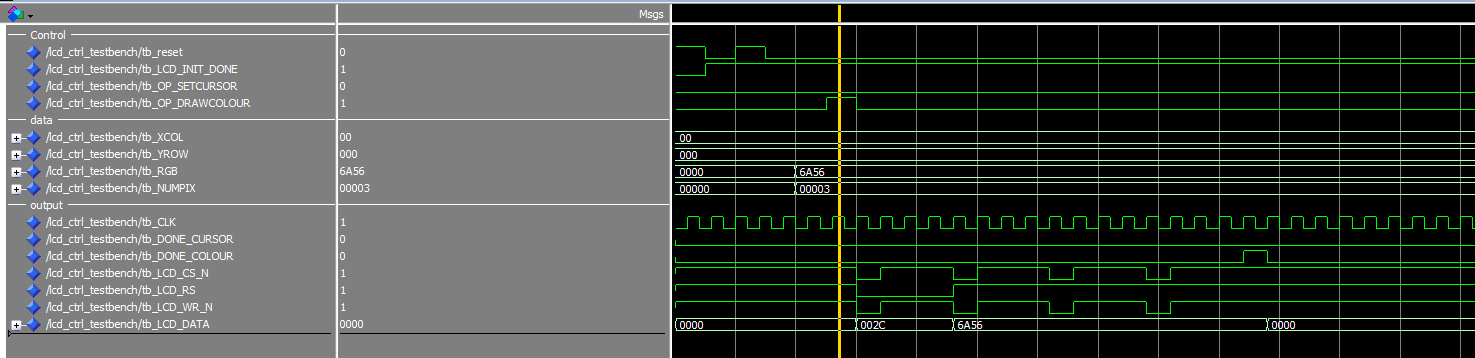 Msgs
Control
/lcd_ctrl_testbench/tb_reset 0
/lcd_ctrl_testbench/tb_LCD_INIT_DONE 1
/lcd_ctrl_testbench/tb_OP_SETCURSOR 0
/lcd_ctrl_testbench/tb_OP_DRAWCOLOUR 1
data
/lcd_ctrl_testbench/tb_XCOL 00 00
/lcd_ctrl_testbench/tb_YROW 000 000
/lcd_ctrl_testbench/tb_RGB 6A56 0000 6A56
/lcd_ctrl_testbench/tb_NUMPIX 00003 00000 00003
output
/lcd_ctrl_testbench/tb_CLK 1
/lcd_ctrl_testbench/tb_DONE_CURSOR 0
/lcd_ctrl_testbench/tb_DONE_COLOUR 0
/lcd_ctrl_testbench/tb_LCD_CS_N 1
/lcd_ctrl_testbench/tb_LCD_RS 1
/lcd_ctrl_testbench/tb_LCD_WR_N 1
/lcd_ctrl_testbench/tb_LCD_DATA 0000 0000 002C 6A56 0000